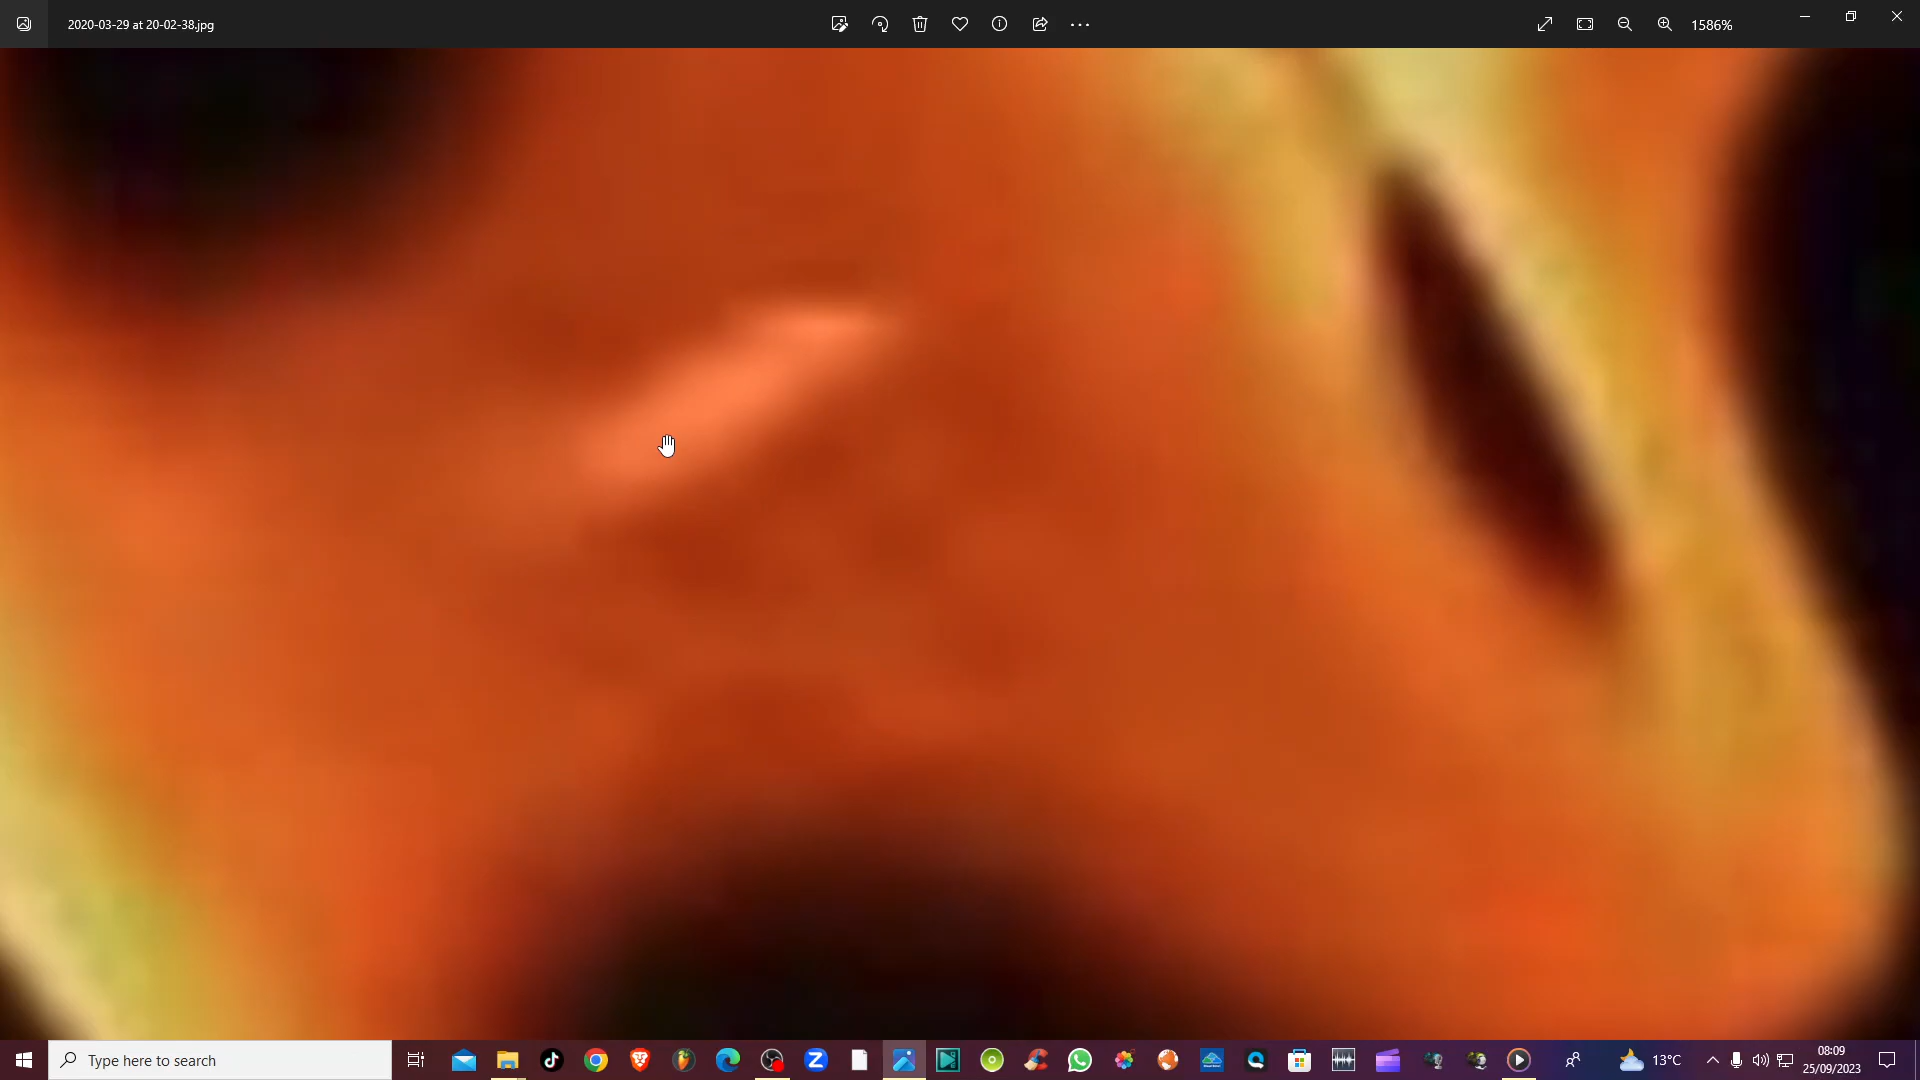 2020-03-29 at 20-02-38.jpg
1586%
Type here to search
13°C
08:09
25/09/2023